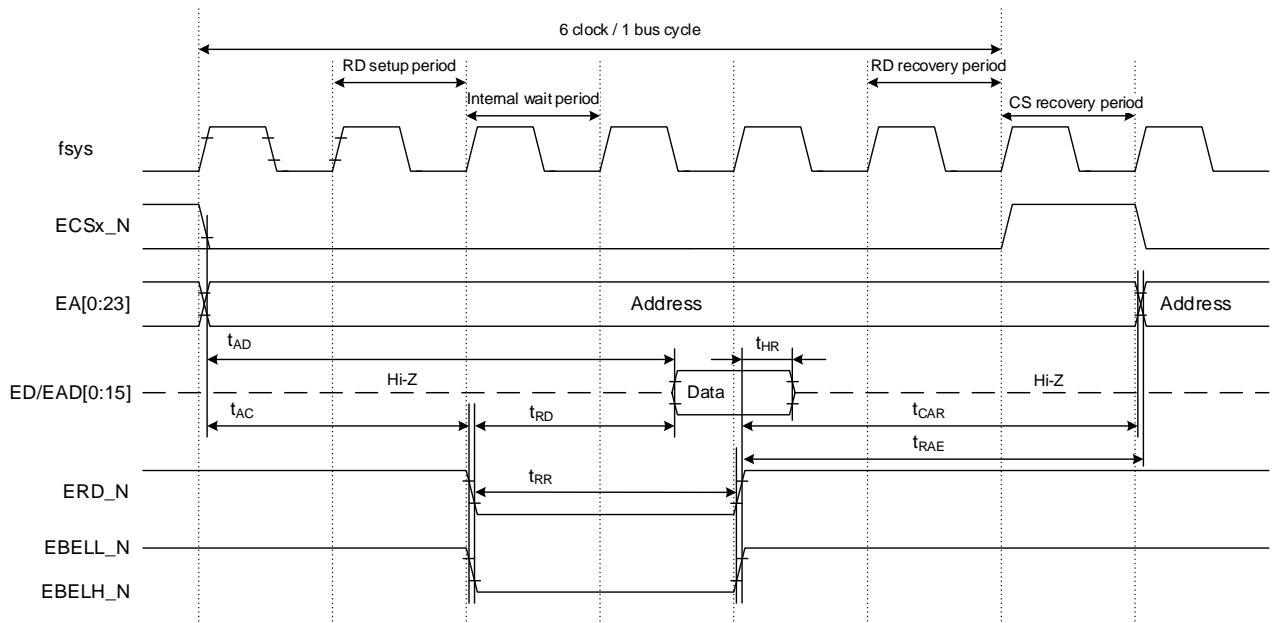 6 clock / 1 bus cycle
RD setup period
RD recovery period
Internal wait period
CS recovery period
fsys
ECSx_N
EA[0:23]
Address
Address
tAD
tHR
ED/EAD[0:15]
Hi-Z
Data
Hi-Z
tAC
tRD
tCAR
tRAE
ERD_N
tRR
EBELL_N
EBELH_N